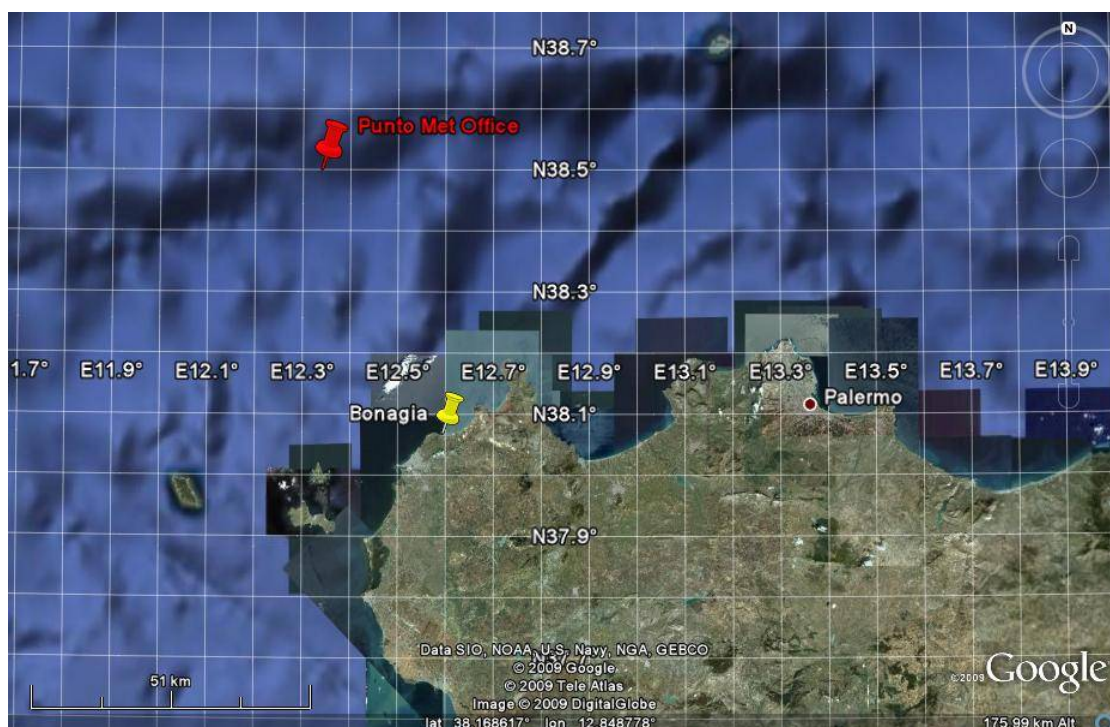 N
N38.7°
Punto Met Office
N38.5°
N38.3°
1.7° E11.9° E12.1° E12.3° E12.5° E12.7° E12.9° E13.1° E13.3° E13.5° E13.7° E13.9°
Bonagia
N38.1°
Palermo
N37.9°
Data SIO, NOAA, U.S. Navy, NGA, GEBCO
© 2009 Google
© 2009 Tele Atlas
Image © 2009 DigitalGlobe
51 km
©2009 Google
lat 38.168617° lon 12.848778°
175.99 km Alt